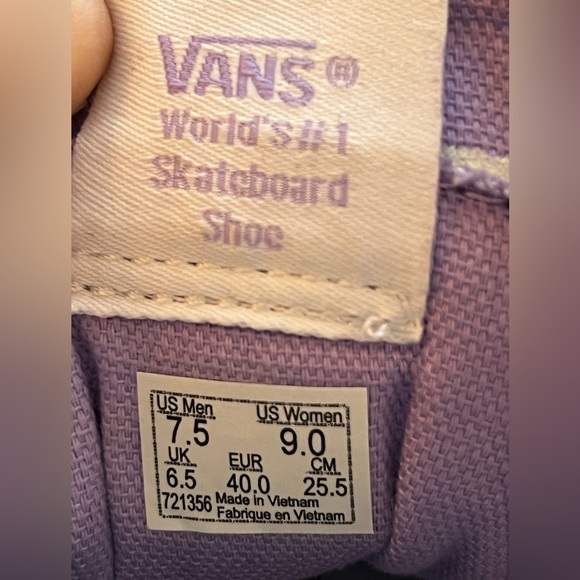 VANS®
World's #1
Skateboard
Shoe
US Men US Women
7.5 9.0
UK EUR CM
6.5 40.0 25.5
721356 Made in Vietnam
Fabrique en Vietnam